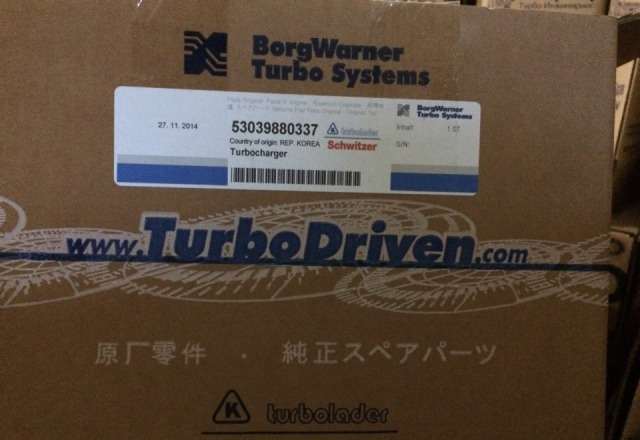 BorgWarner
Turbo Systems
27. 11. 2014
53039880337
Country of origin: REP. KOREA
Turbocharger
turbolader
Schwitzer
BorgWarner
Turbo Systems
Inhalt
1 ST
S/N:
www.TurboDriven.com
原厂零件 · 純正スペアパーツ
K turbolader